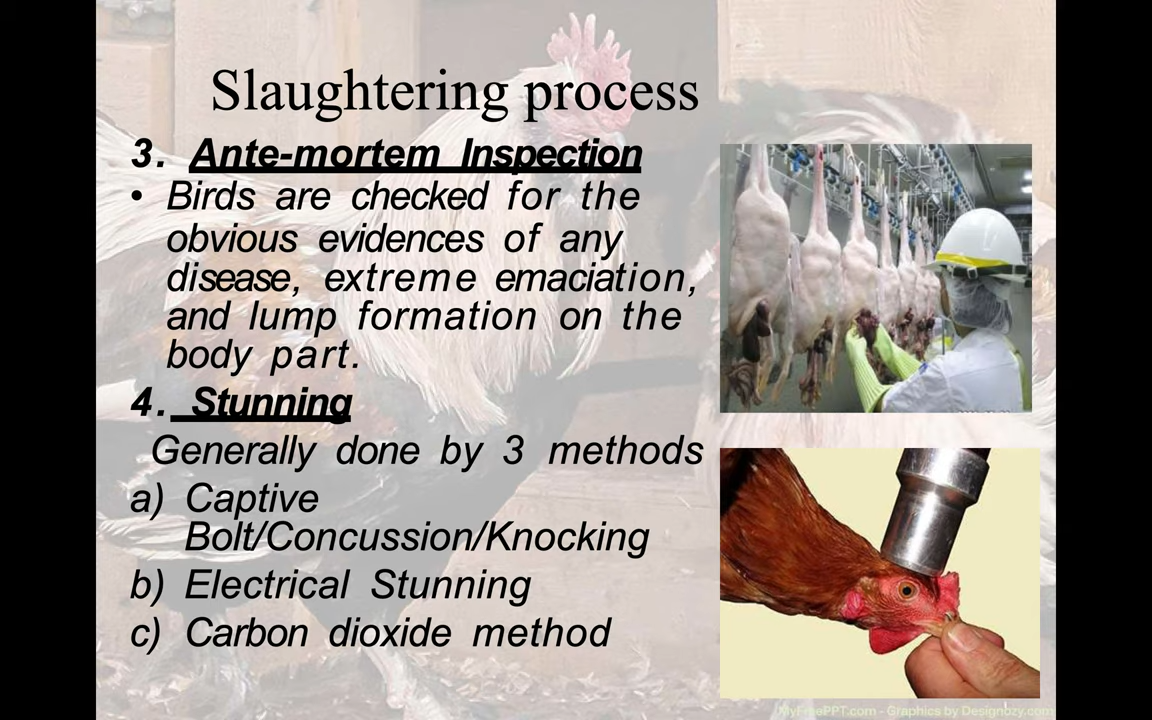 Slaughtering process
3. Ante-mortem Inspection
• Birds are checked for the
obvious evidences of any
disease, extreme emaciation,
and lump formation on the
body part.
4. Stunning
Generally done by 3 methods
a) Captive
Bolt/Concussion/Knocking
b) Electrical Stunning
c) Carbon dioxide method
MyFreePPT.com - Graphics by Designozy.com